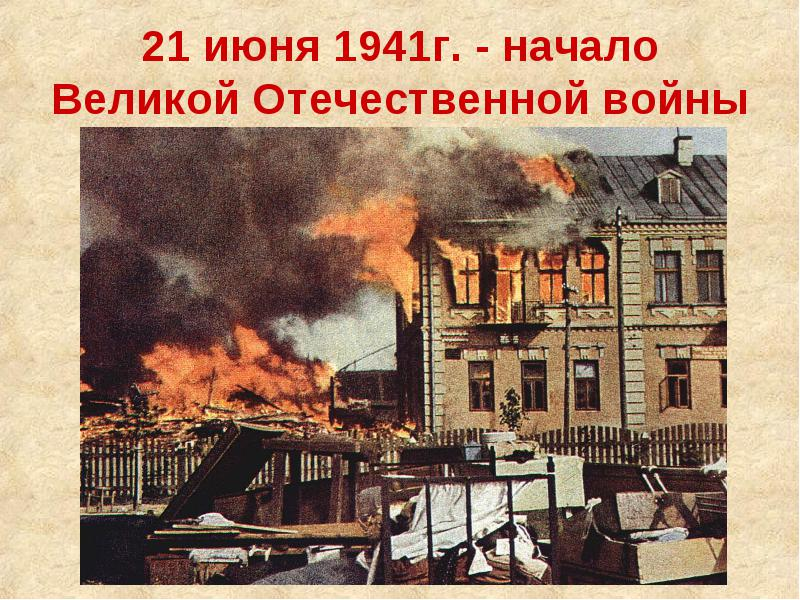 21 июня 1941г. - начало
Великой Отечественной войны